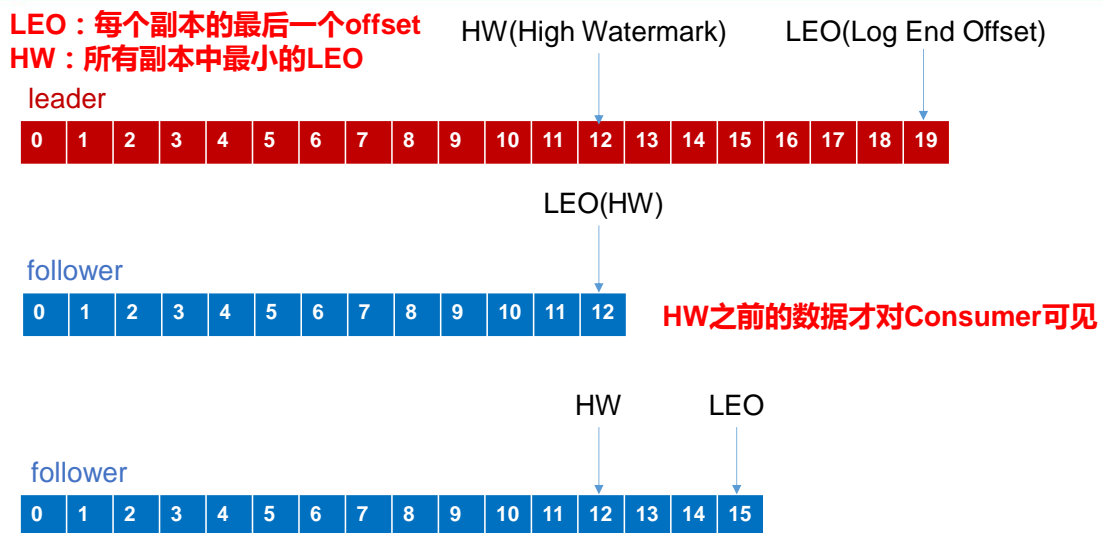 LEO：每个副本的最后一个offset
HW：所有副本中最小的LEO
HW(High Watermark)
LEO(Log End Offset)
leader
0 1 2 3 4 5 6 7 8 9 10 11 12 13 14 15 16 17 18 19
LEO(HW)
follower
0 1 2 3 4 5 6 7 8 9 10 11 12
HW之前的数据才对Consumer可见
HW
LEO
follower
0 1 2 3 4 5 6 7 8 9 10 11 12 13 14 15